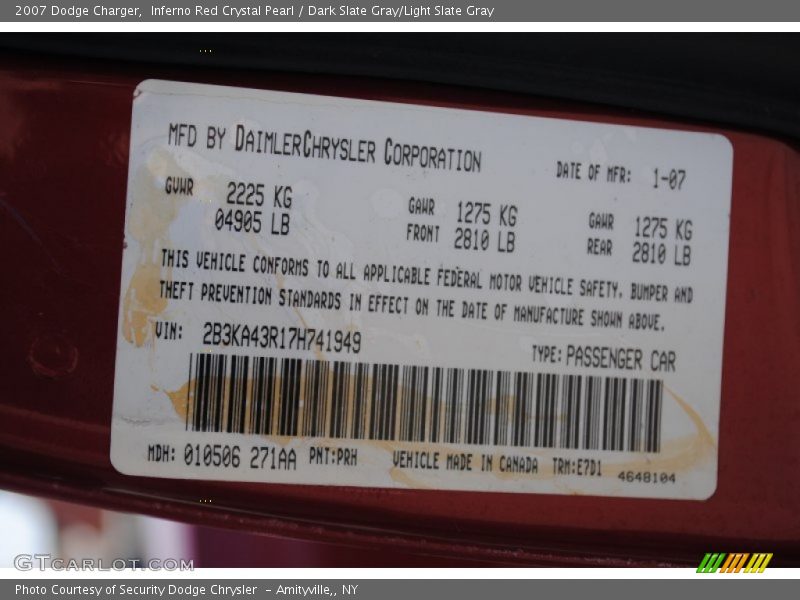 2007 Dodge Charger,  Inferno Red Crystal Pearl / Dark Slate Gray/Light Slate Gray
MFD BY DAIMLERCHRYSLER CORPORATION
DATE OF MFR: 1-07
GVWR 2225 KG
04905 LB
GAWR 1275 KG
FRONT 2810 LB
GAWR 1275 KG
REAR 2810 LB
THIS VEHICLE CONFORMS TO ALL APPLICABLE FEDERAL MOTOR VEHICLE SAFETY, BUMPER AND
THEFT PREVENTION STANDARDS IN EFFECT ON THE DATE OF MANUFACTURE SHOWN ABOVE.
VIN: 2B3KA43R17H741949
TYPE: PASSENGER CAR
MDH: 010506 271AA PNT:PRH VEHICLE MADE IN CANADA TRM:E7D1 4648104
GTCARLOT.COM
Photo Courtesy of Security Dodge Chrysler  - Amityville,, NY